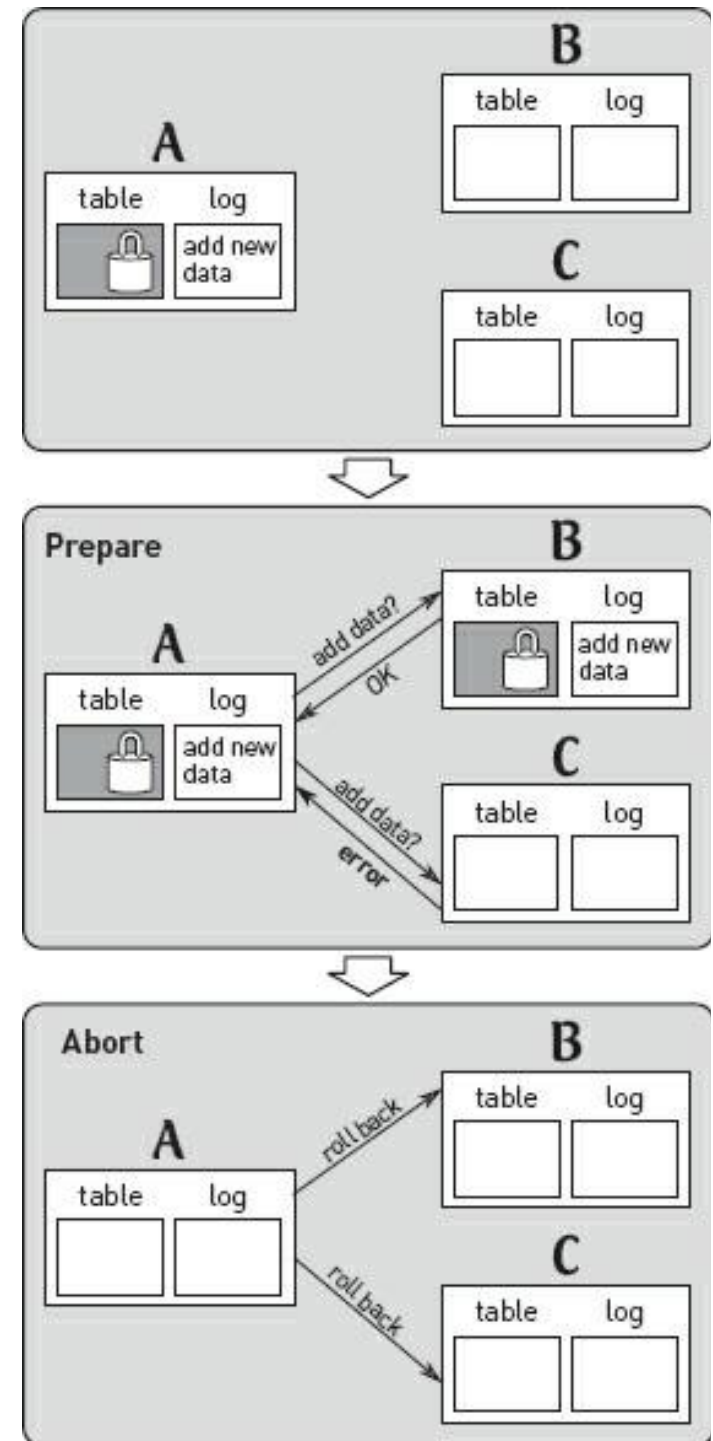 B
table log
A
table log
add new
data
C
table log
Prepare
B
table log
add new
data
add data?
OK
A
table log
add new
data
C
table log
add data?
error
Abort
B
table log
roll back
A
table log
C
table log
roll back